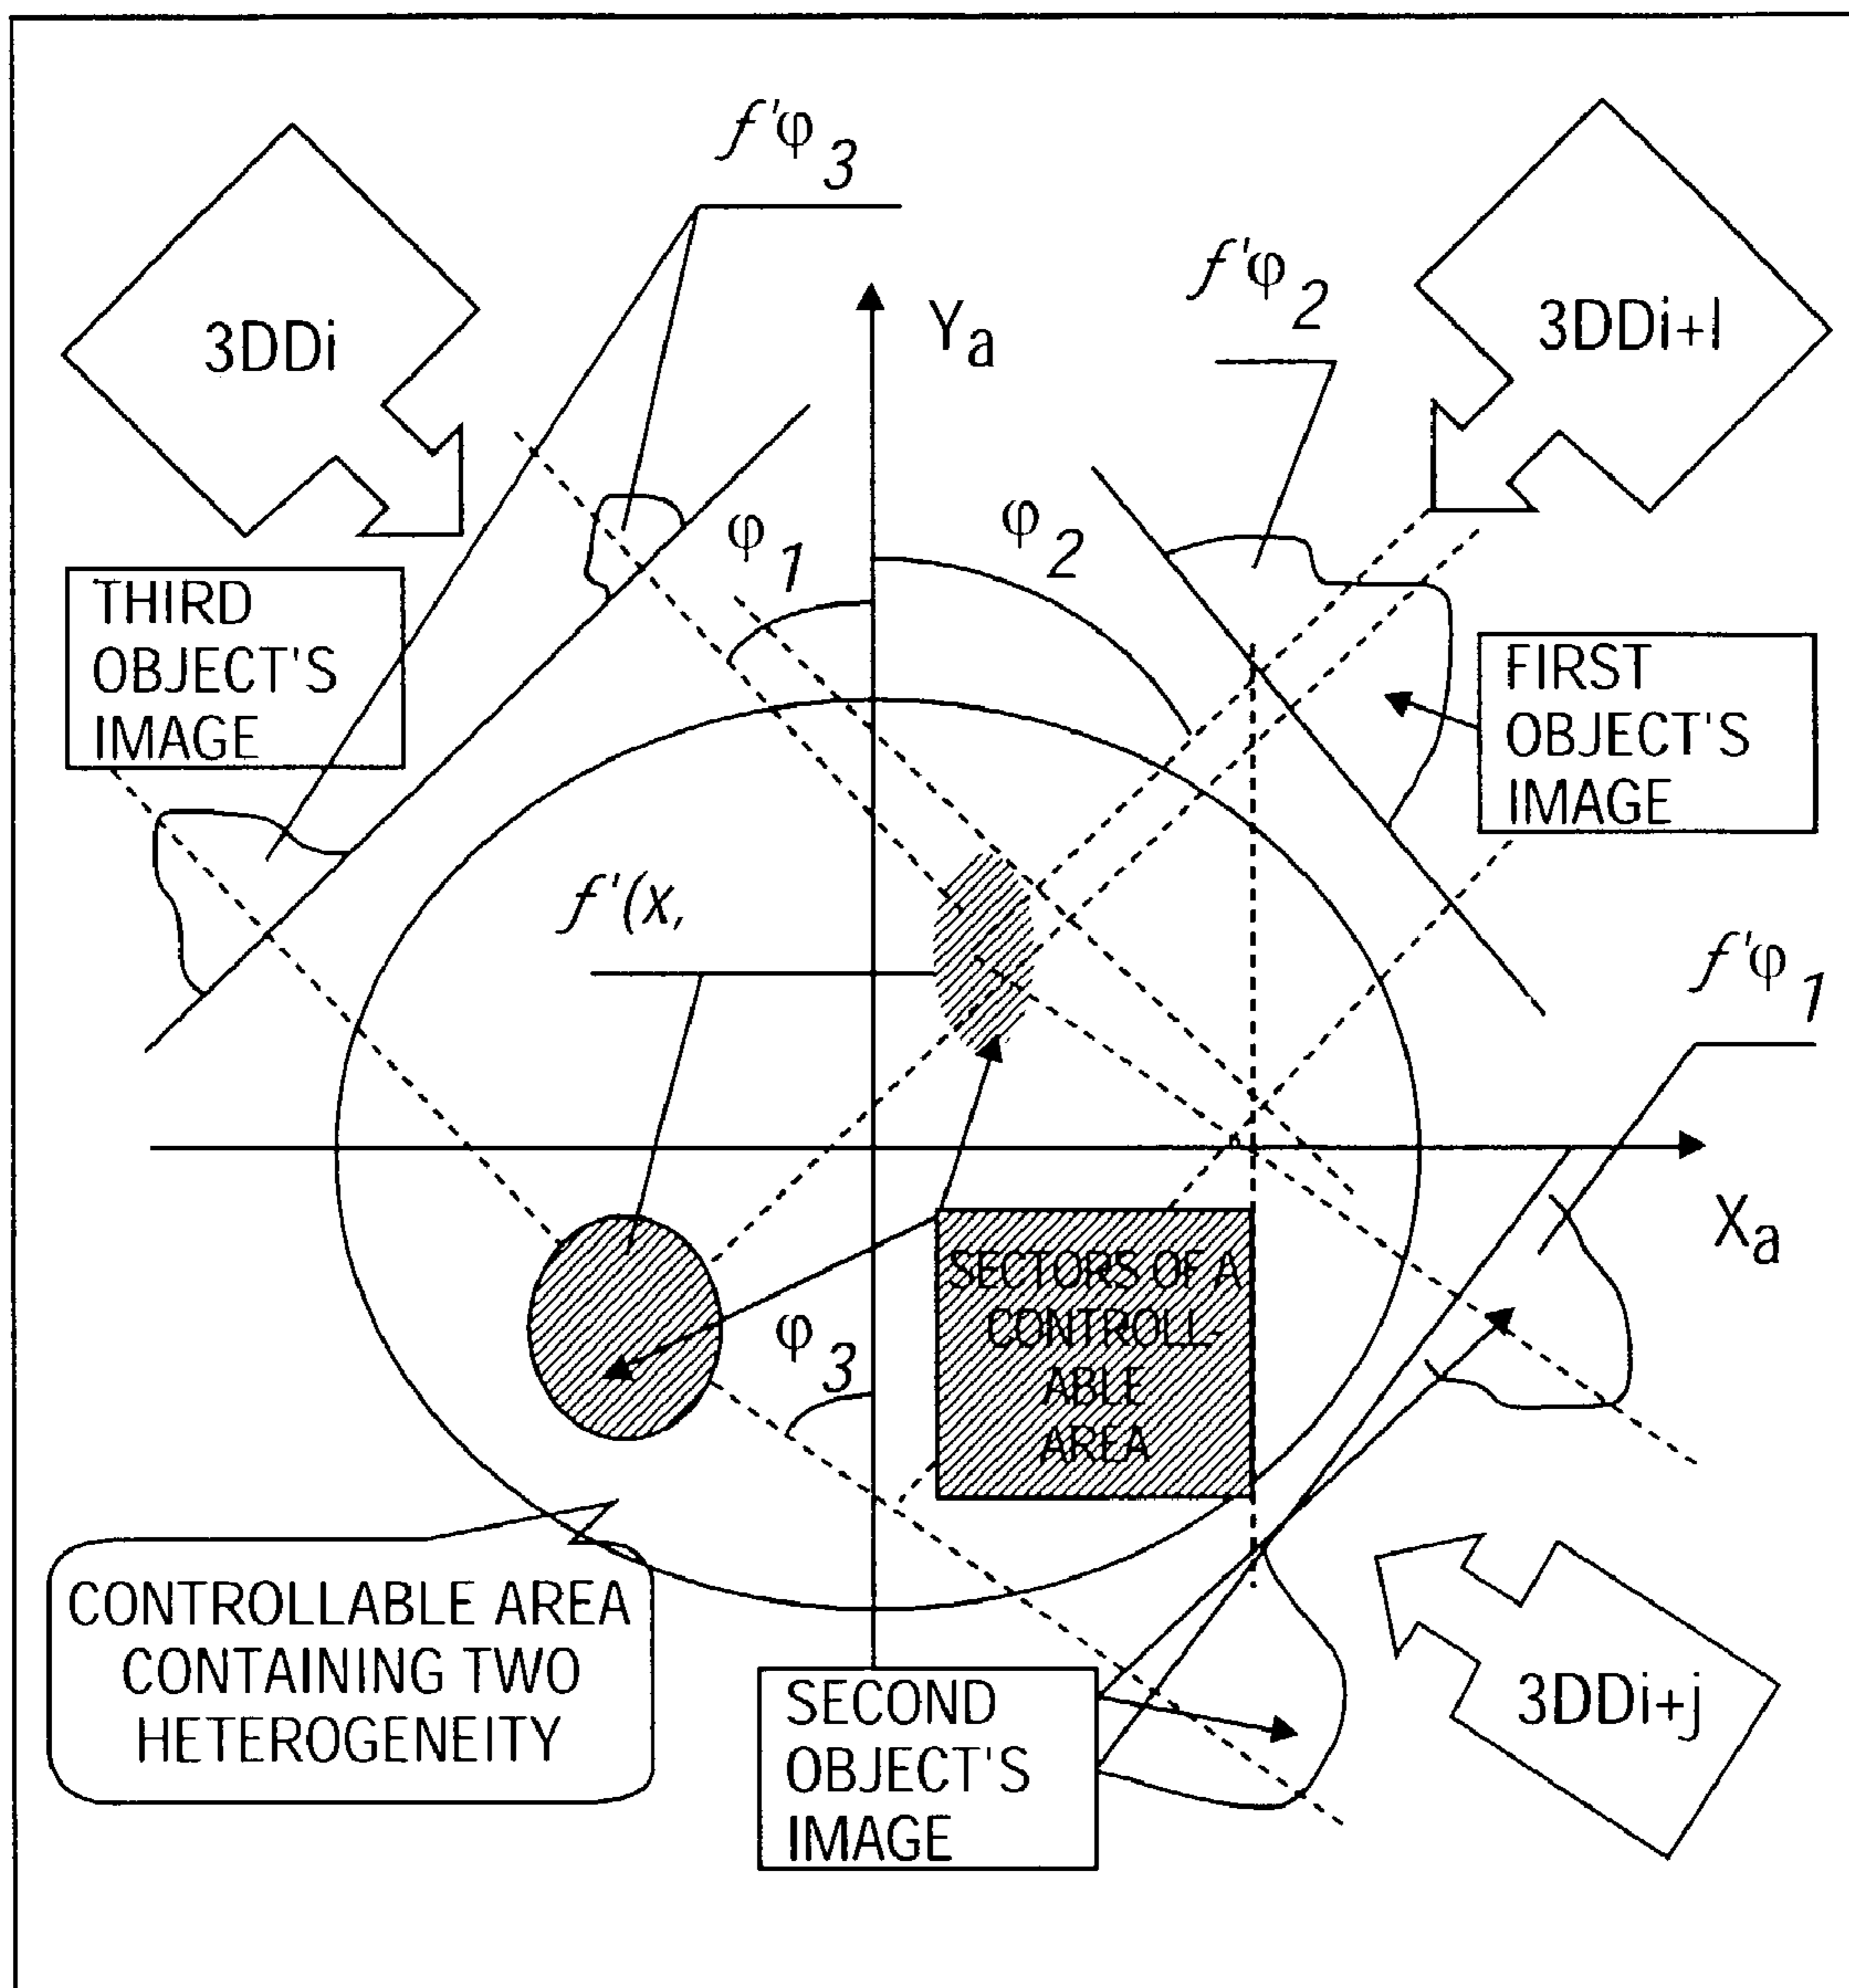 f'φ3
3DDi
f'φ2
3DDi+l
Ya
φ1
φ2
THIRD
OBJECT'S
IMAGE
FIRST
OBJECT'S
IMAGE
f'(x,
f'φ1
Xa
SECTORS OF A
CONTROLL-
ABLE
AREA
φ3
CONTROLLABLE AREA
CONTAINING TWO
HETEROGENEITY
SECOND
OBJECT'S
IMAGE
3DDi+j